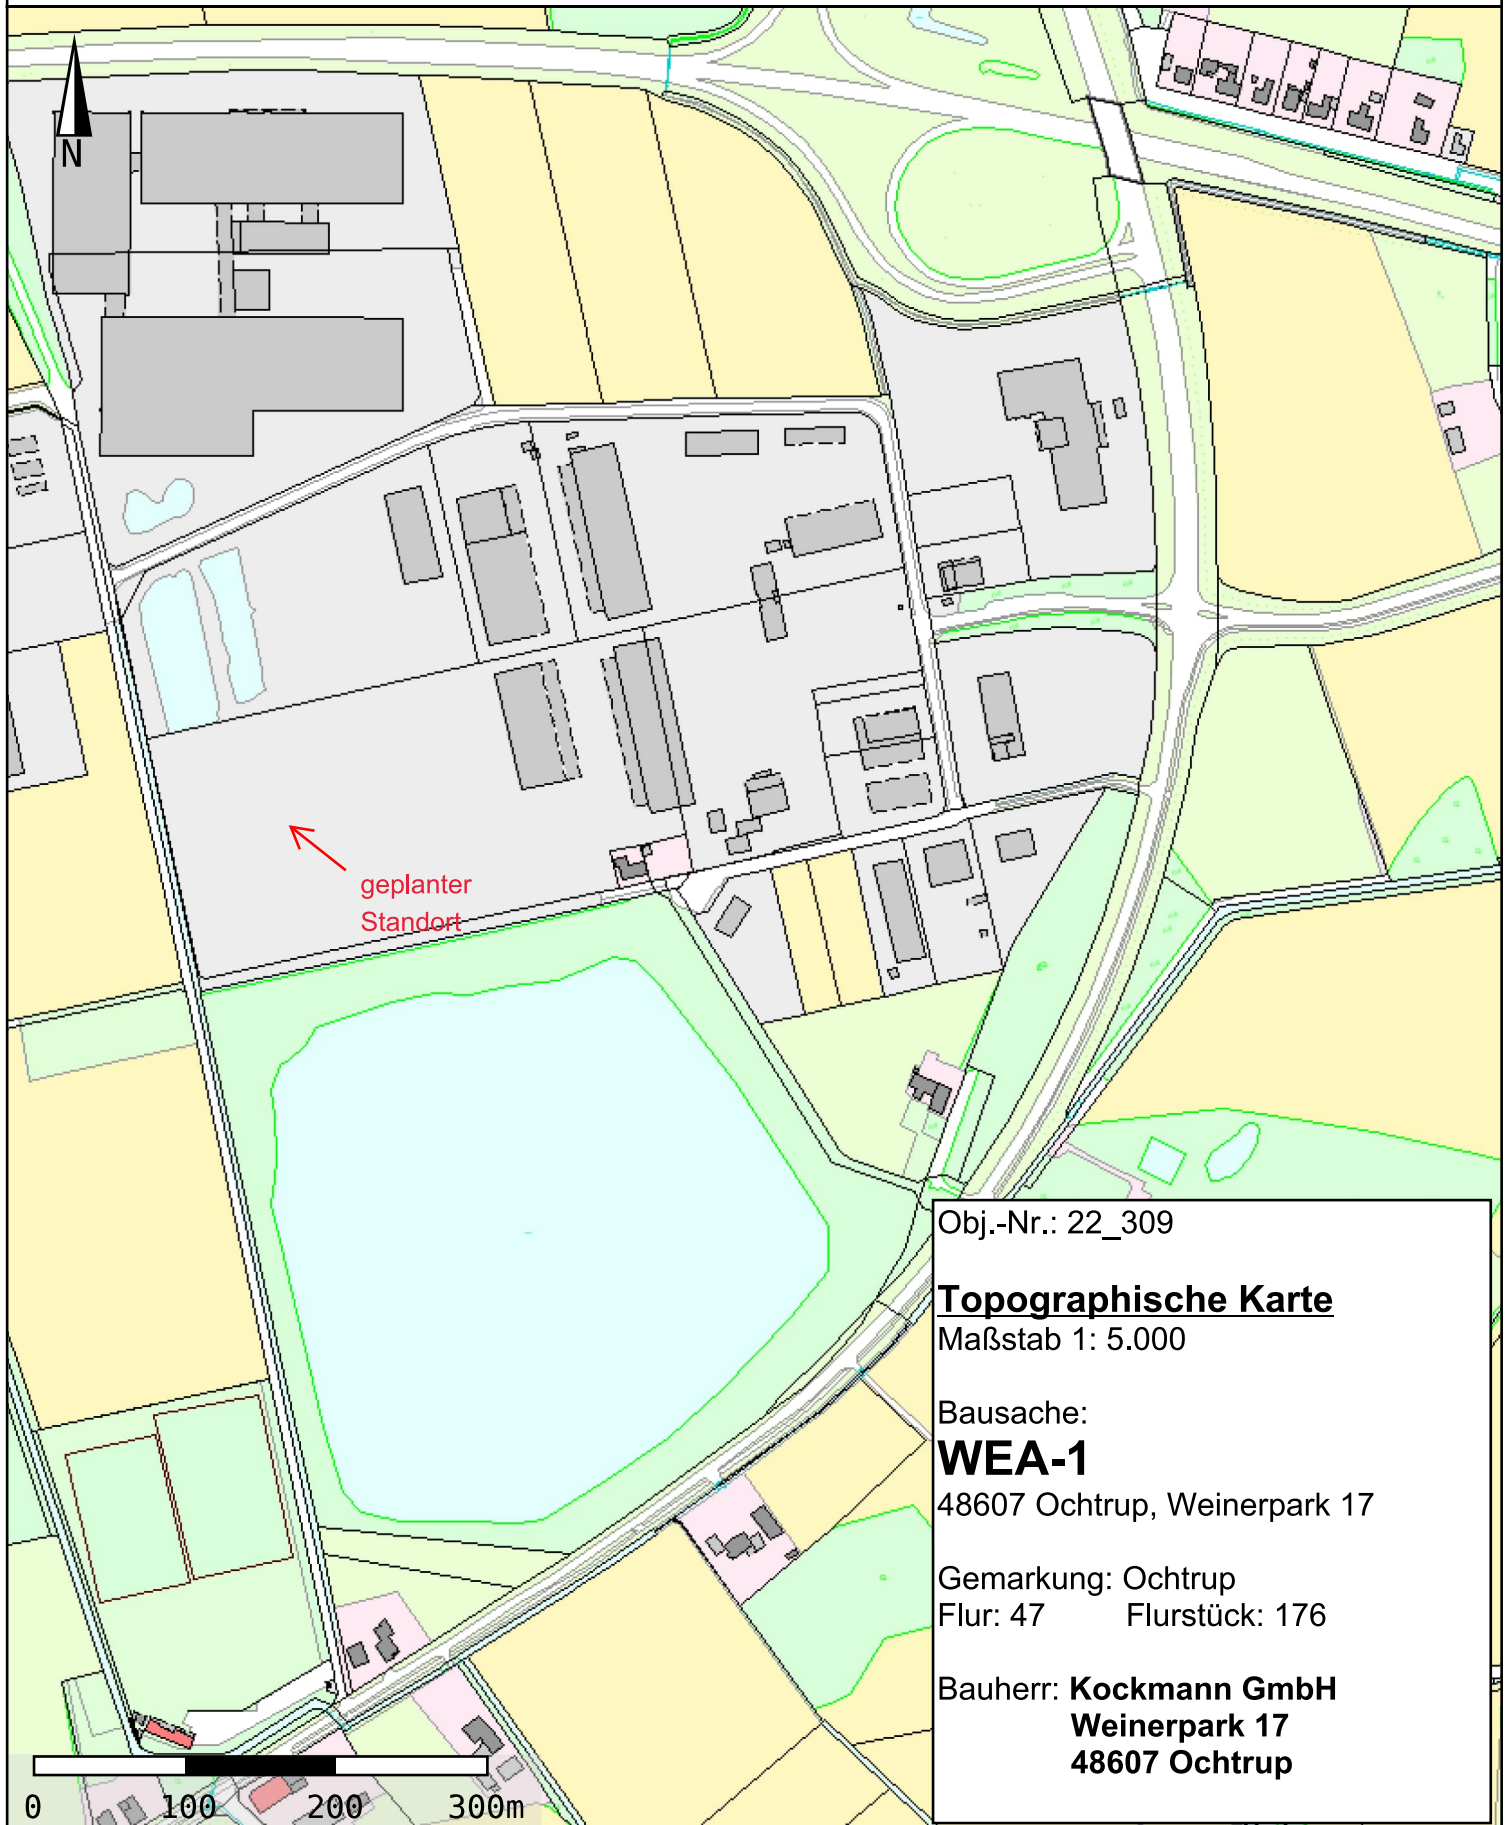 N
geplanter
Standort
Obj.-Nr.: 22_309
Topographische Karte
Maßstab 1: 5.000
Bausache:
WEA-1
48607 Ochtrup, Weinerpark 17
Gemarkung: Ochtrup
Flur: 47 Flurstück: 176
Bauherr: Kockmann GmbH
Weinerpark 17
48607 Ochtrup
0 100 200 300m